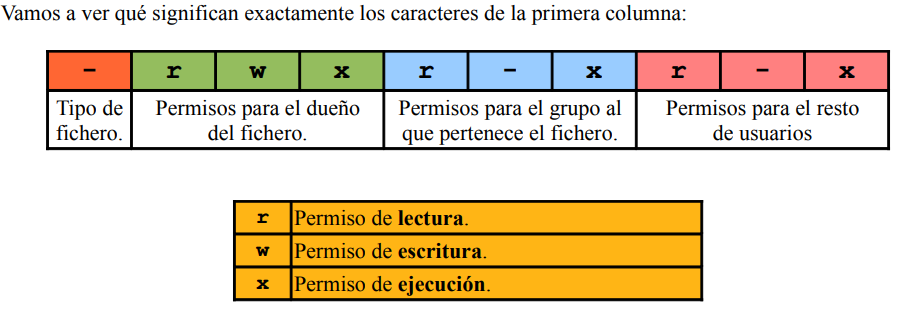 Vamos a ver qué significan exactamente los caracteres de la primera columna:
- r w x r - x r - x
Tipo de fichero. Permisos para el dueño del fichero. Permisos para el grupo al que pertenece el fichero. Permisos para el resto de usuarios
r Permiso de lectura.
w Permiso de escritura.
x Permiso de ejecución.